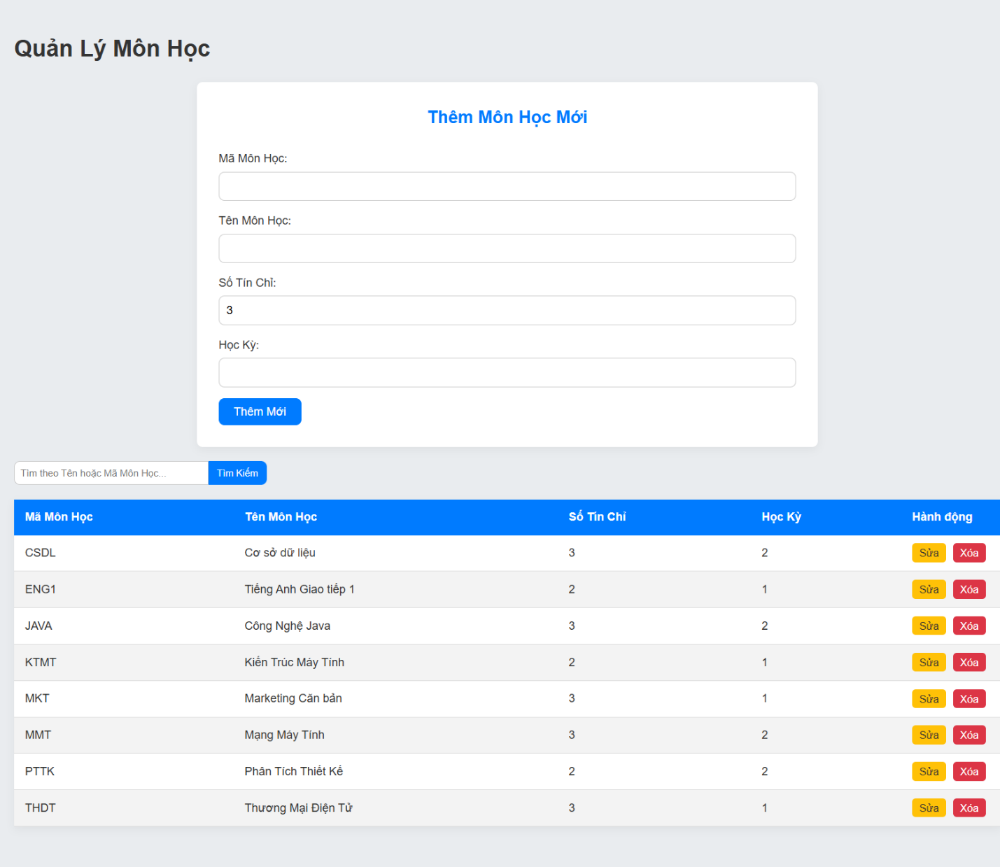 Quản Lý Môn Học
Thêm Môn Học Mới
Mã Môn Học:
Tên Môn Học:
Số Tín Chỉ:
3
Học Kỳ:
Thêm Mới
Tìm theo Tên hoặc Mã Môn Học... Tìm Kiếm
Mã Môn Học Tên Môn Học Số Tín Chỉ Học Kỳ Hành động
CSDL Cơ sở dữ liệu 3 2 Sửa Xóa
ENG1 Tiếng Anh Giao tiếp 1 2 1 Sửa Xóa
JAVA Công Nghệ Java 3 2 Sửa Xóa
KTMT Kiến Trúc Máy Tính 2 1 Sửa Xóa
MKT Marketing Căn bản 3 1 Sửa Xóa
MMT Mạng Máy Tính 3 2 Sửa Xóa
PTTK Phân Tích Thiết Kế 2 2 Sửa Xóa
THDT Thương Mại Điện Tử 3 1 Sửa Xóa